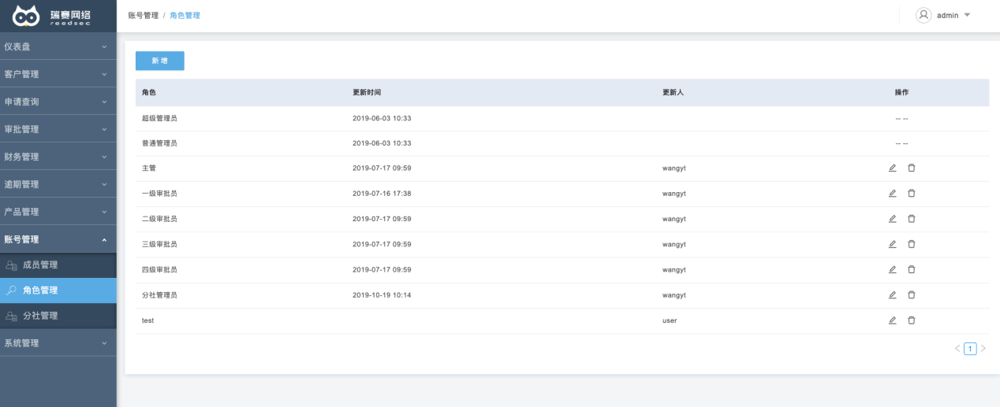 瑞赛网络
reedsec
账号管理 / 角色管理
admin
仪表盘
客户管理
申请查询
审批管理
财务管理
逾期管理
产品管理
账号管理
成员管理
角色管理
分社管理
系统管理
新增
角色 更新时间 更新人 操作
超级管理员 2019-06-03 10:33 -- --
普通管理员 2019-06-03 10:33 -- --
主管 2019-07-17 09:59 wangyt
一级审批员 2019-07-16 17:38 wangyt
二级审批员 2019-07-17 09:59 wangyt
三级审批员 2019-07-17 09:59 wangyt
四级审批员 2019-07-17 09:59 wangyt
分社管理员 2019-10-19 10:14 wangyt
test user
< 1 >